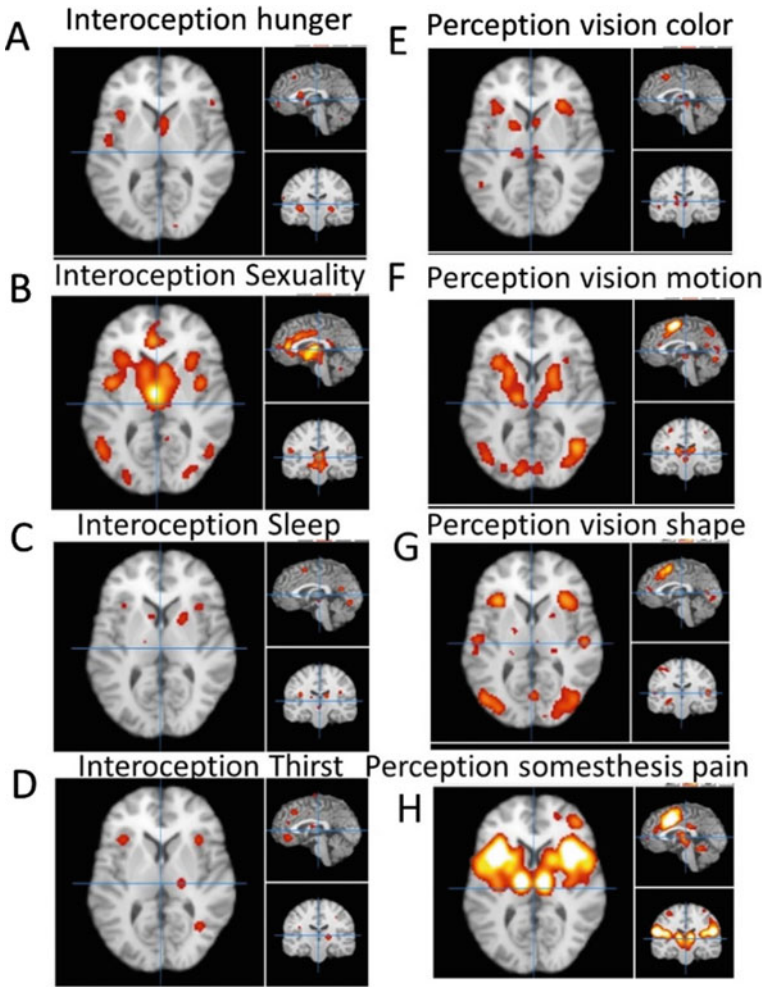 A
Interoception hunger
E
Perception vision color
B
Interoception Sexuality
F
Perception vision motion
C
Interoception Sleep
G
Perception vision shape
D
Interoception Thirst
H
Perception somesthesis pain